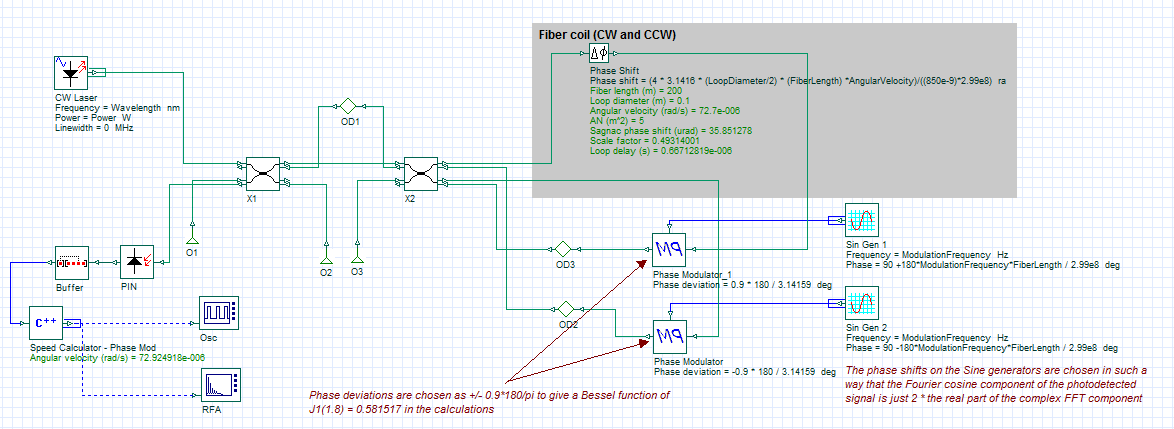 Fiber coil (CW and CCW)
Δϕ
Phase Shift
Phase shift = (4 * 3.1416 * (LoopDiameter/2) * (FiberLength) *AngularVelocity)/((850e-9)*2.99e8) ra
Fiber length (m) = 200
Loop diameter (m) = 0.1
Angular velocity (rad/s) = 72.7e-006
AN (m^2) = 5
Sagnac phase shift (urad) = 35.851278
Scale factor = 0.49314001
Loop delay (s) = 0.66712819e-006
CW Laser
Frequency = Wavelength nm
Power = Power W
Linewidth = 0 MHz
OD1
X1
X2
O1
O2
O3
OD3
PM
Phase Modulator_1
Phase deviation = 0.9 * 180 / 3.14159 deg
Sin Gen 1
Frequency = ModulationFrequency Hz
Phase = 90 +180*ModulationFrequency*FiberLength / 2.99e8 deg
Buffer
PIN
OD2
PM
Phase Modulator
Phase deviation = -0.9 * 180 / 3.14159 deg
Sin Gen 2
Frequency = ModulationFrequency Hz
Phase = 90 -180*ModulationFrequency*FiberLength / 2.99e8 deg
C++
Speed Calculator - Phase Mod
Angular velocity (rad/s) = 72.924918e-006
Osc
RFA
Phase deviations are chosen as +/- 0.9*180/pi to give a Bessel function of
J1(1.8) = 0.581517 in the calculations
The phase shifts on the Sine generators are chosen in such a
way that the Fourier cosine component of the photodetected
signal is just 2 * the real part of the complex FFT component